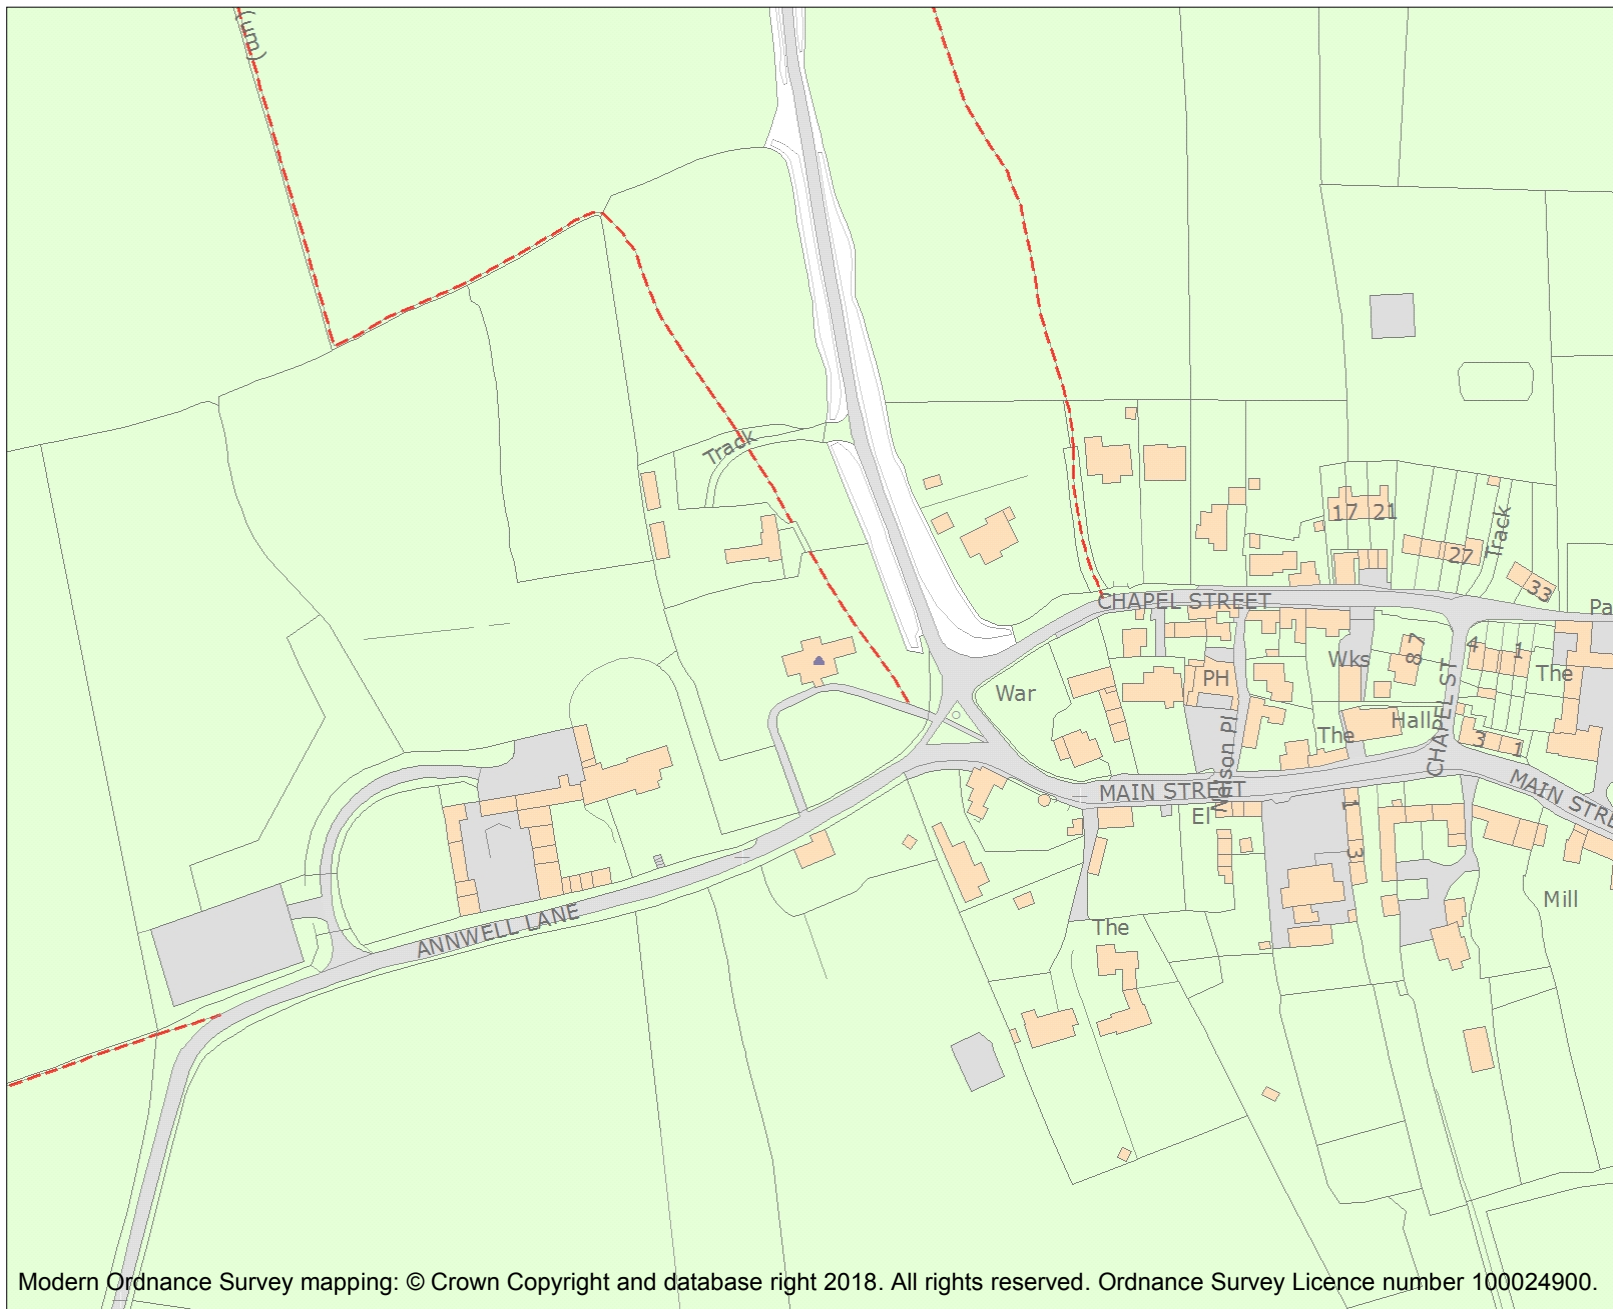 (um)
Track
CHAPEL STREET
17 21
27
Track
33
Pa
War
PH
Wks
8 7
CHAPEL ST
4 1
The
Hall
The
3 1
Nelson Pl
MAIN STREET
El
MAIN STRE
1
3
Mill
ANNWELL LANE
The
Modern Ordnance Survey mapping: © Crown Copyright and database right 2018. All rights reserved. Ordnance Survey Licence number 100024900.